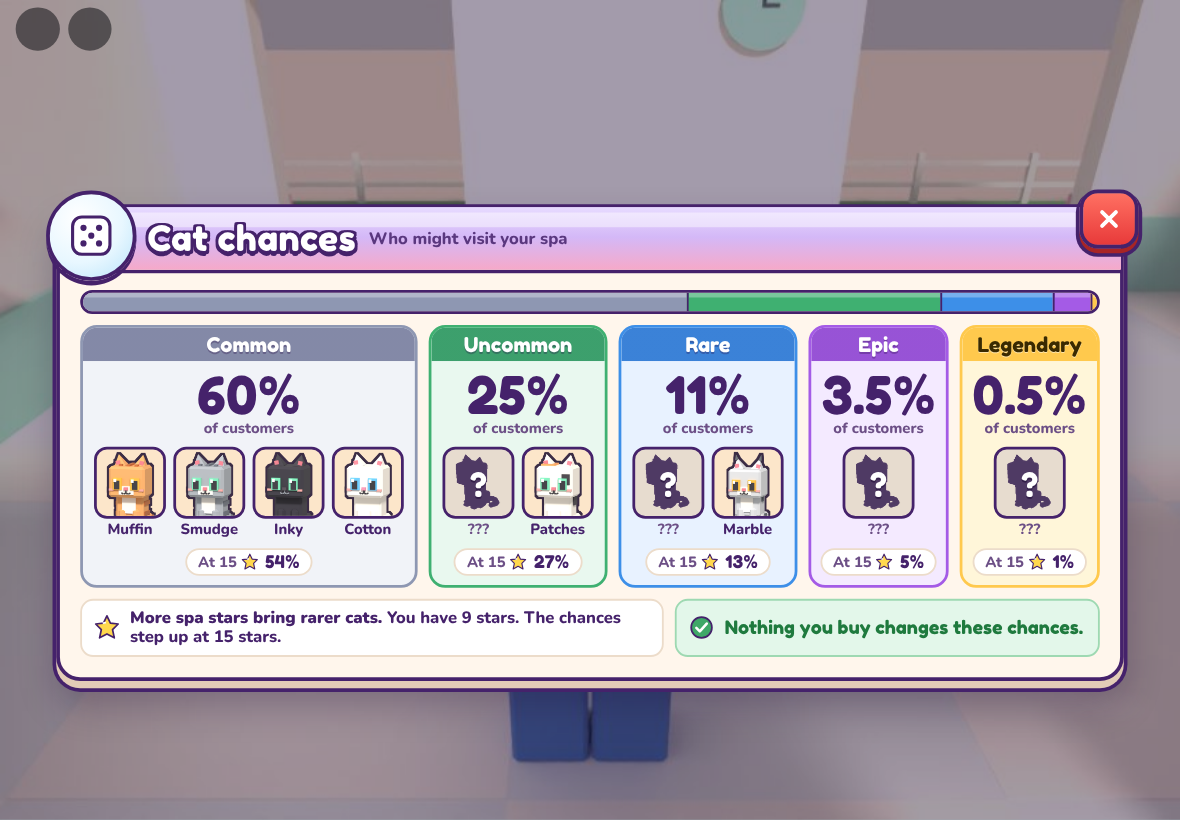 Cat chances
Who might visit your spa
Common
60%
of customers
Muffin
Smudge
Inky
Cotton
At 15 54%
Uncommon
25%
of customers
?
???
Patches
At 15 27%
Rare
11%
of customers
?
???
Marble
At 15 13%
Epic
3.5%
of customers
?
???
At 15 5%
Legendary
0.5%
of customers
?
???
At 15 1%
More spa stars bring rarer cats. You have 9 stars. The chances
step up at 15 stars.
Nothing you buy changes these chances.